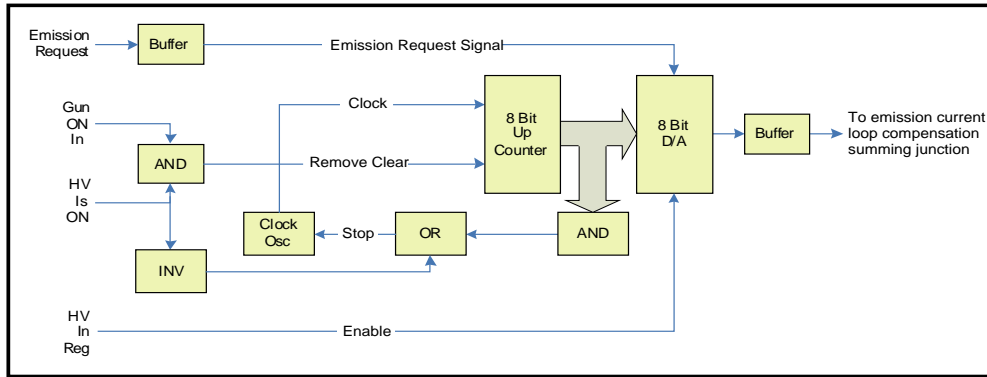 Emission
Request
Buffer
Emission Request Signal
Gun
ON
In
Clock
8 Bit
Up
Counter
8 Bit
D/A
Buffer
To emission current
loop compensation
summing junction
AND
Remove Clear
HV
Is
ON
Clock
Osc
Stop
OR
AND
INV
HV
In
Reg
Enable